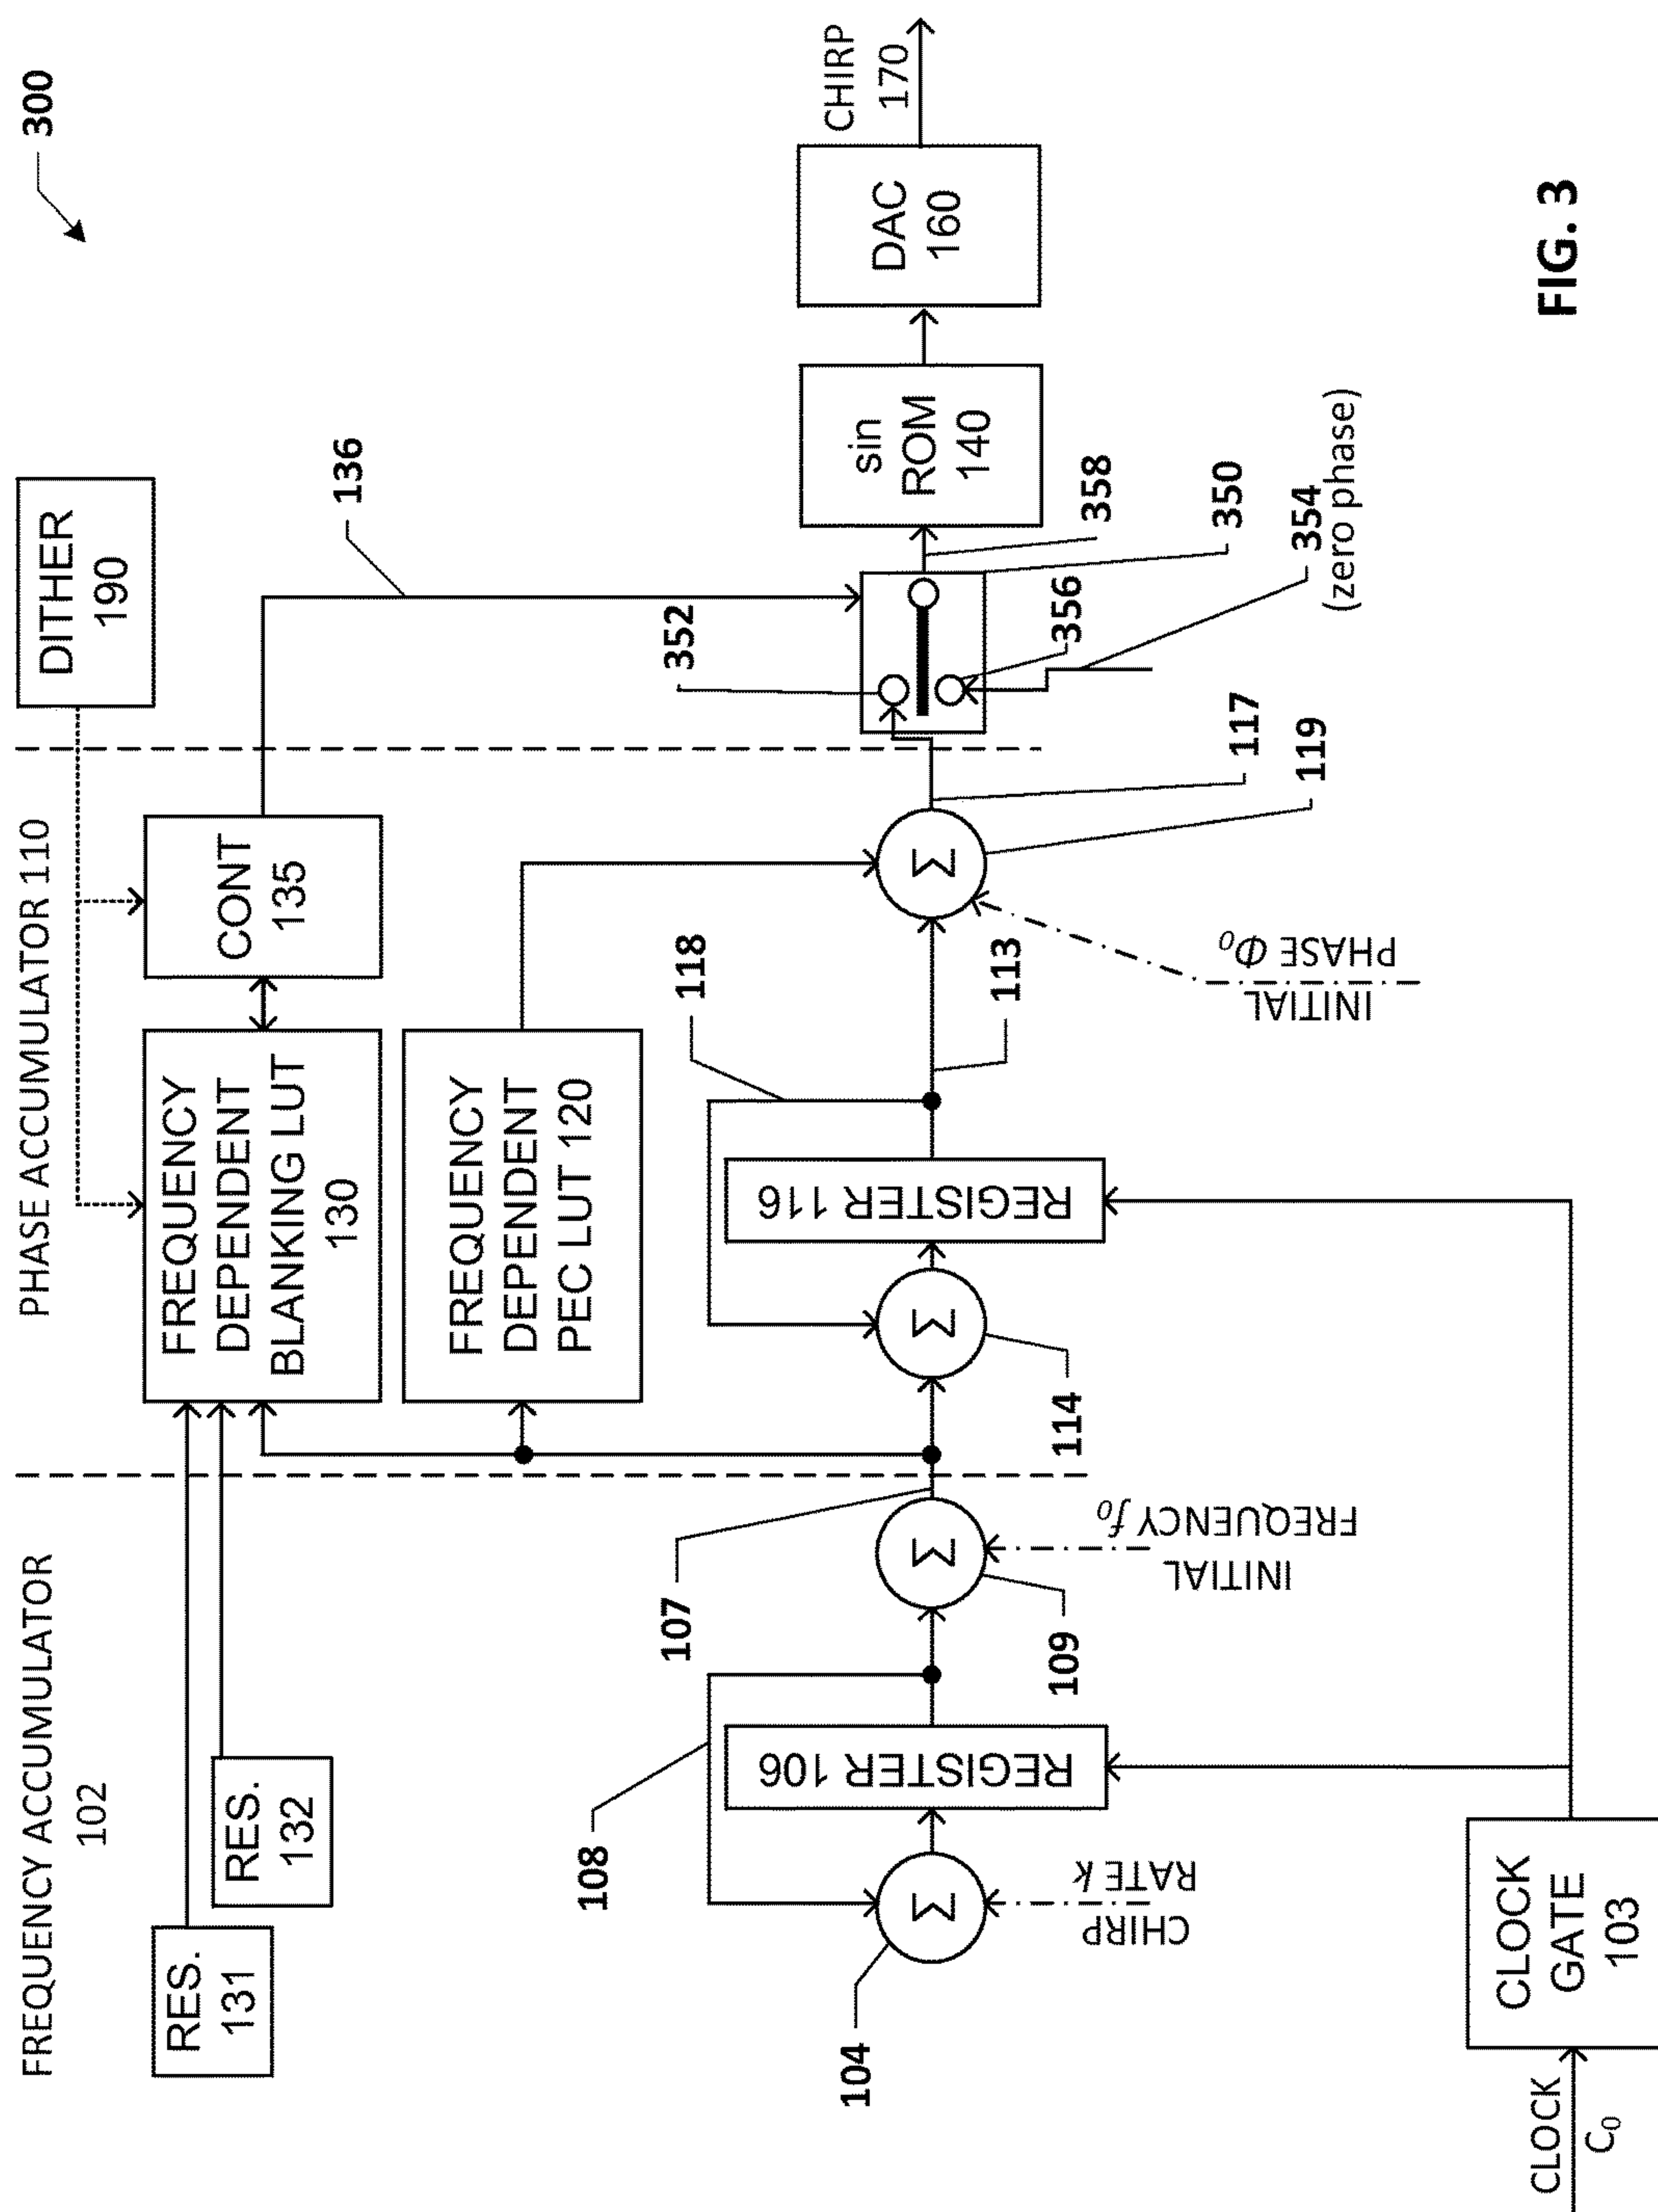 300
FREQUENCY ACCUMULATOR
102
PHASE ACCUMULATOR 110
DITHER
190
RES.
131
RES.
132
FREQUENCY
DEPENDENT
BLANKING LUT
130
CONT
135
136
FREQUENCY
DEPENDENT
PEC LUT 120
108
107
118
352
CHIRP
170
104
Σ
REGISTER 106
Σ
109
Σ
114
REGISTER 116
113
Σ
117
119
356
350
358
354
(zero phase)
sin
ROM
140
DAC
160
CHIRP
RATE k
INITIAL
FREQUENCY f0
INITIAL
PHASE Φ0
CLOCK
C0
CLOCK
GATE
103
FIG. 3